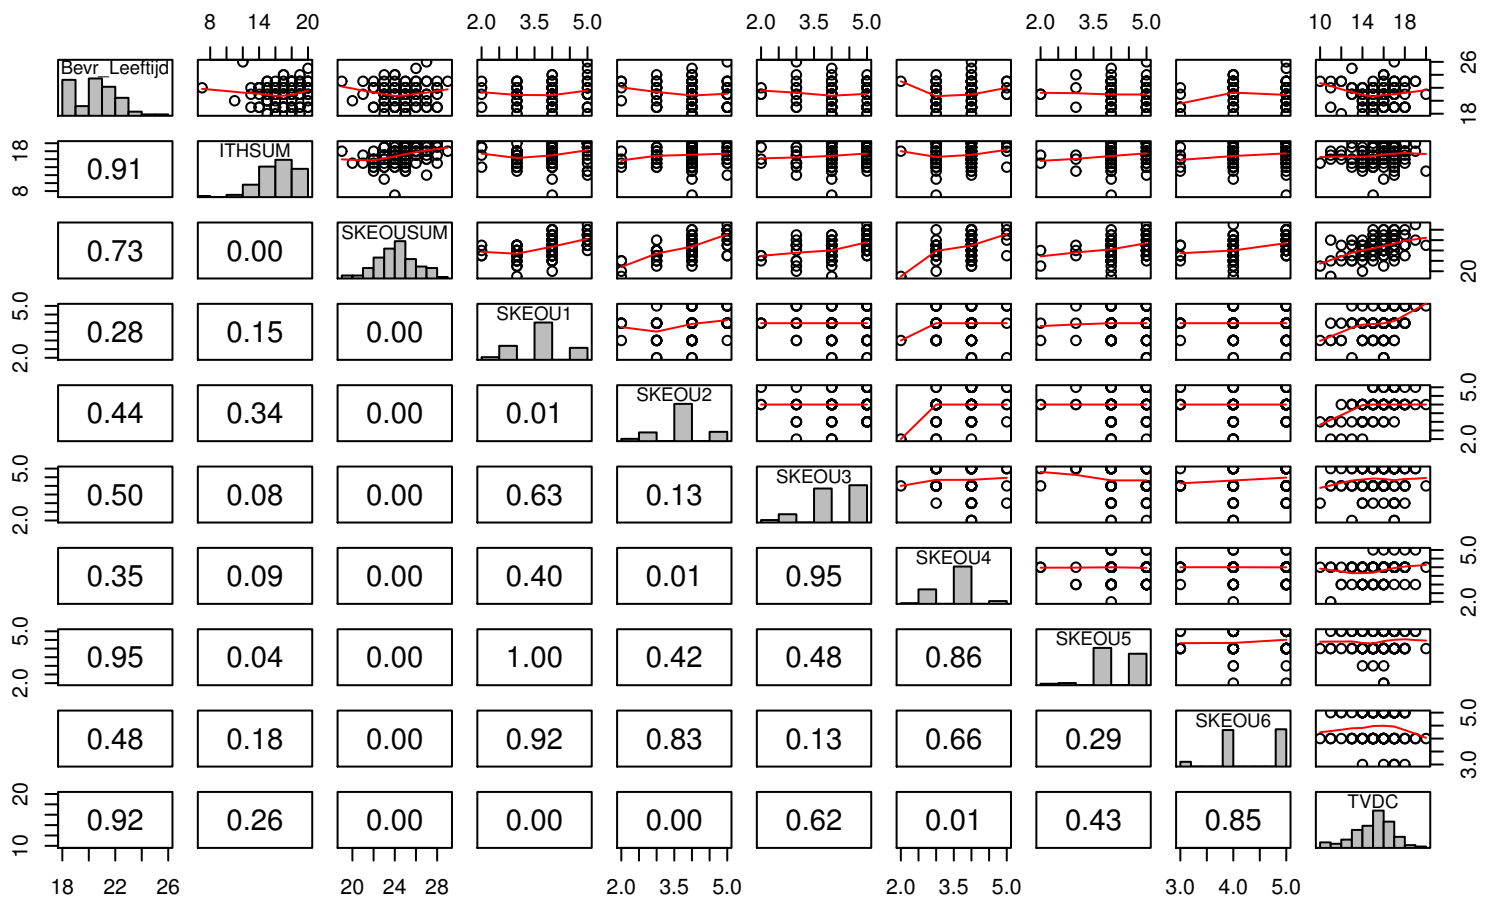 8 14 20 2.0 3.5 5.0 2.0 3.5 5.0 2.0 3.5 5.0 10 14 18
Bevr_Leeftijd 18 26
8 18 0.91 ITHSUM
0.73 0.00 SKEOUSUM 20
2.0 5.0 0.28 0.15 0.00 SKEOU1
0.44 0.34 0.00 0.01 SKEOU2 2.0 5.0
2.0 5.0 0.50 0.08 0.00 0.63 0.13 SKEOU3
0.35 0.09 0.00 0.40 0.01 0.95 SKEOU4 2.0 5.0
2.0 5.0 0.95 0.04 0.00 1.00 0.42 0.48 0.86 SKEOU5
0.48 0.18 0.00 0.92 0.83 0.13 0.66 0.29 SKEOU6 3.0 5.0
10 20 0.92 0.26 0.00 0.00 0.00 0.62 0.01 0.43 0.85 TVDC
18 22 26 20 24 28 2.0 3.5 5.0 2.0 3.5 5.0 3.0 4.0 5.0